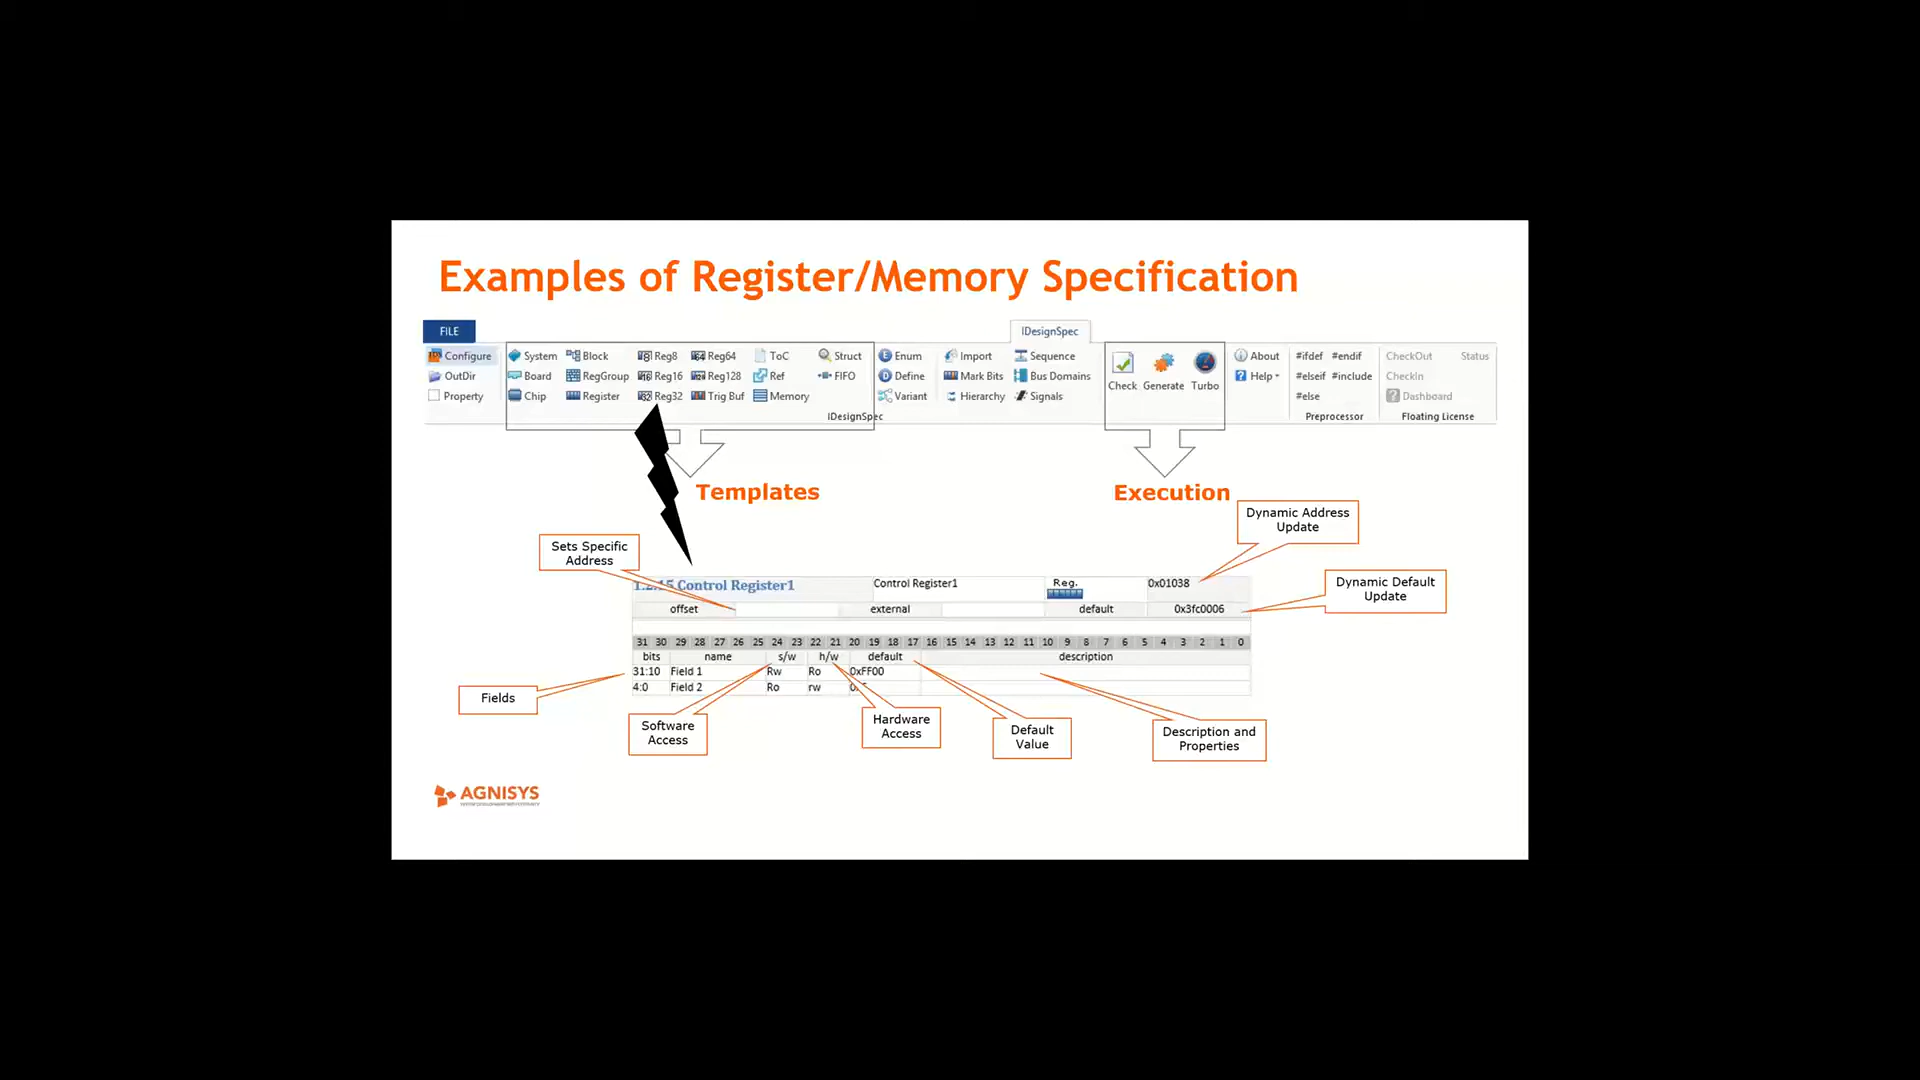 Examples of Register/Memory Specification
FILE
IDesignSpec
Configure
System
Block
Reg8
Reg64
ToC
Struct
Enum
Import
Sequence
About
#ifdef
#endif
CheckOut
Status
OutDir
Board
RegGroup
Reg16
Reg128
Ref
FIFO
Define
Mark Bits
Bus Domains
Check
Generate
Turbo
Help
#elseif
#include
CheckIn
Property
Chip
Register
Reg32
Trig Buf
Memory
Variant
Hierarchy
Signals
#else
Dashboard
IDesignSpec
Preprocessor
Floating License
Templates
Execution
Dynamic Address
Update
Sets Specific
Address
Dynamic Default
Update
Control Register1
Control Register1
Reg.
0x01038
offset
external
default
0x3fc0006
31 30 29 28 27 26 25 24 23 22 21 20 19 18 17 16 15 14 13 12 11 10 9 8 7 6 5 4 3 2 1 0
bits name s/w h/w default description
31:10 Field 1 Rw Ro 0xFF00
4:0 Field 2 Ro rw
Fields
Software
Access
Hardware
Access
Default
Value
Description and
Properties
AGNISYS